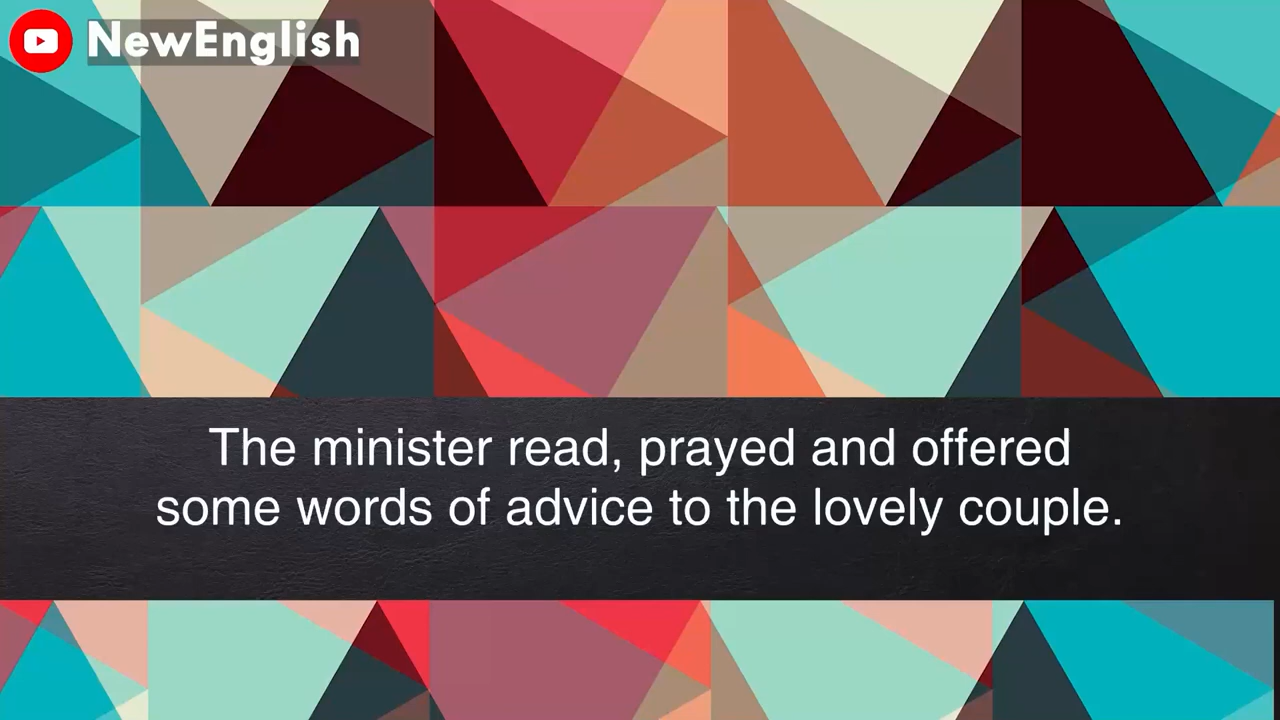 NewEnglish
The minister read, prayed and offered
some words of advice to the lovely couple.